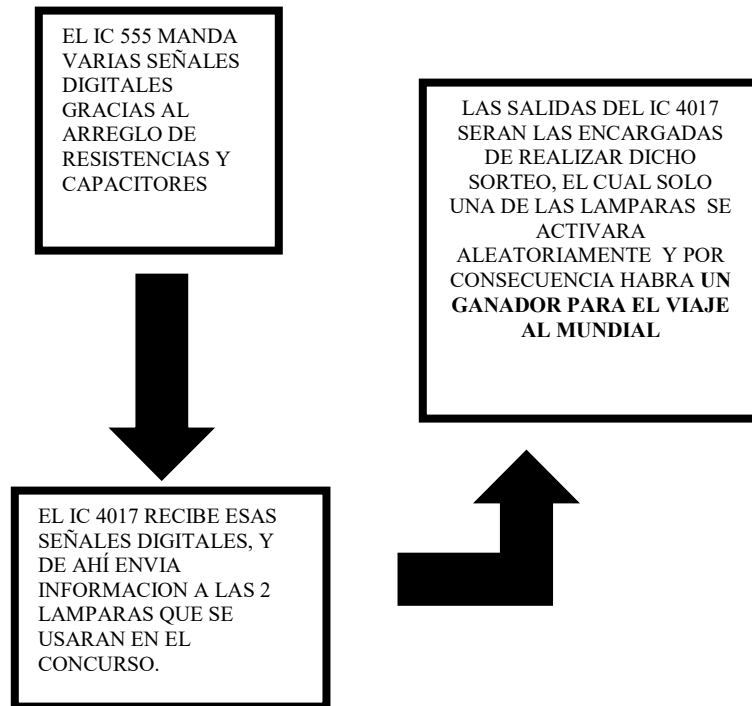 EL IC 555 MANDA
VARIAS SEÑALES
DIGITALES
GRACIAS AL
ARREGLO DE
RESISTENCIAS Y
CAPACITORES
EL IC 4017 RECIBE ESAS
SEÑALES DIGITALES, Y
DE AHÍ ENVIA
INFORMACION A LAS 2
LAMPARAS QUE SE
USARAN EN EL
CONCURSO.
LAS SALIDAS DEL IC 4017
SERAN LAS ENCARGADAS
DE REALIZAR DICHO
SORTEO, EL CUAL SOLO
UNA DE LAS LAMPARAS SE
ACTIVARA
ALEATORIAMENTE Y POR
CONSECUENCIA HABRA UN
GANADOR PARA EL VIAJE
AL MUNDIAL